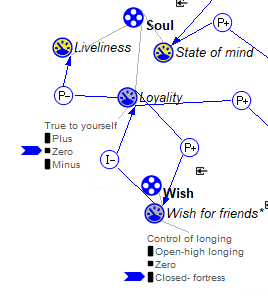 Soul
P+
Liveliness
State of mind
P-
Loyality
P+
True to yourself
Plus
Zero
Minus
I-
P+
Wish
Wish for friends*
Control of longing
Open-high longing
Zero
Closed- fortress